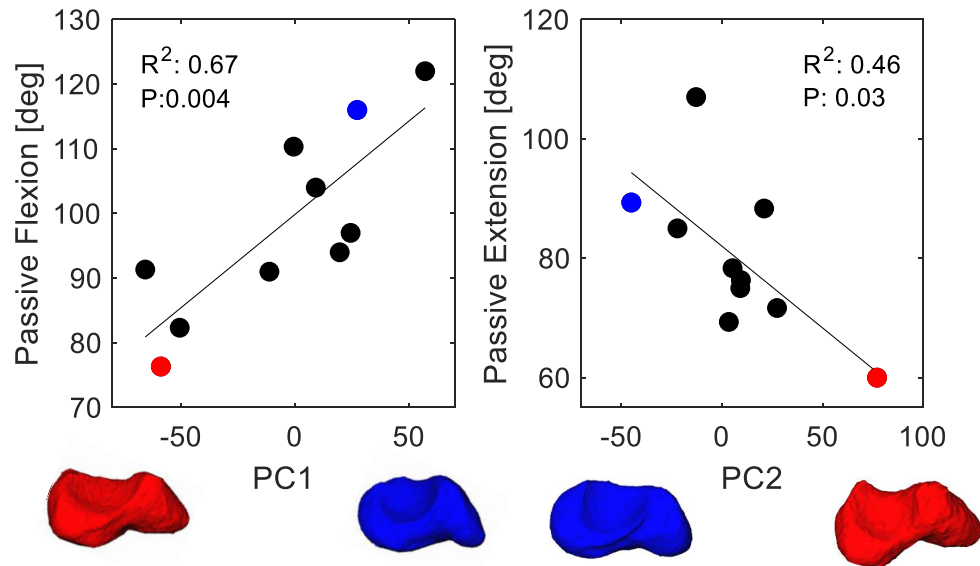 130
120
110
100
90
80
70
Passive Flexion [deg]
R²: 0.67
P:0.004
-50
0
50
PC1
120
100
80
60
Passive Extension [deg]
R²: 0.46
P: 0.03
-50
0
50
100
PC2